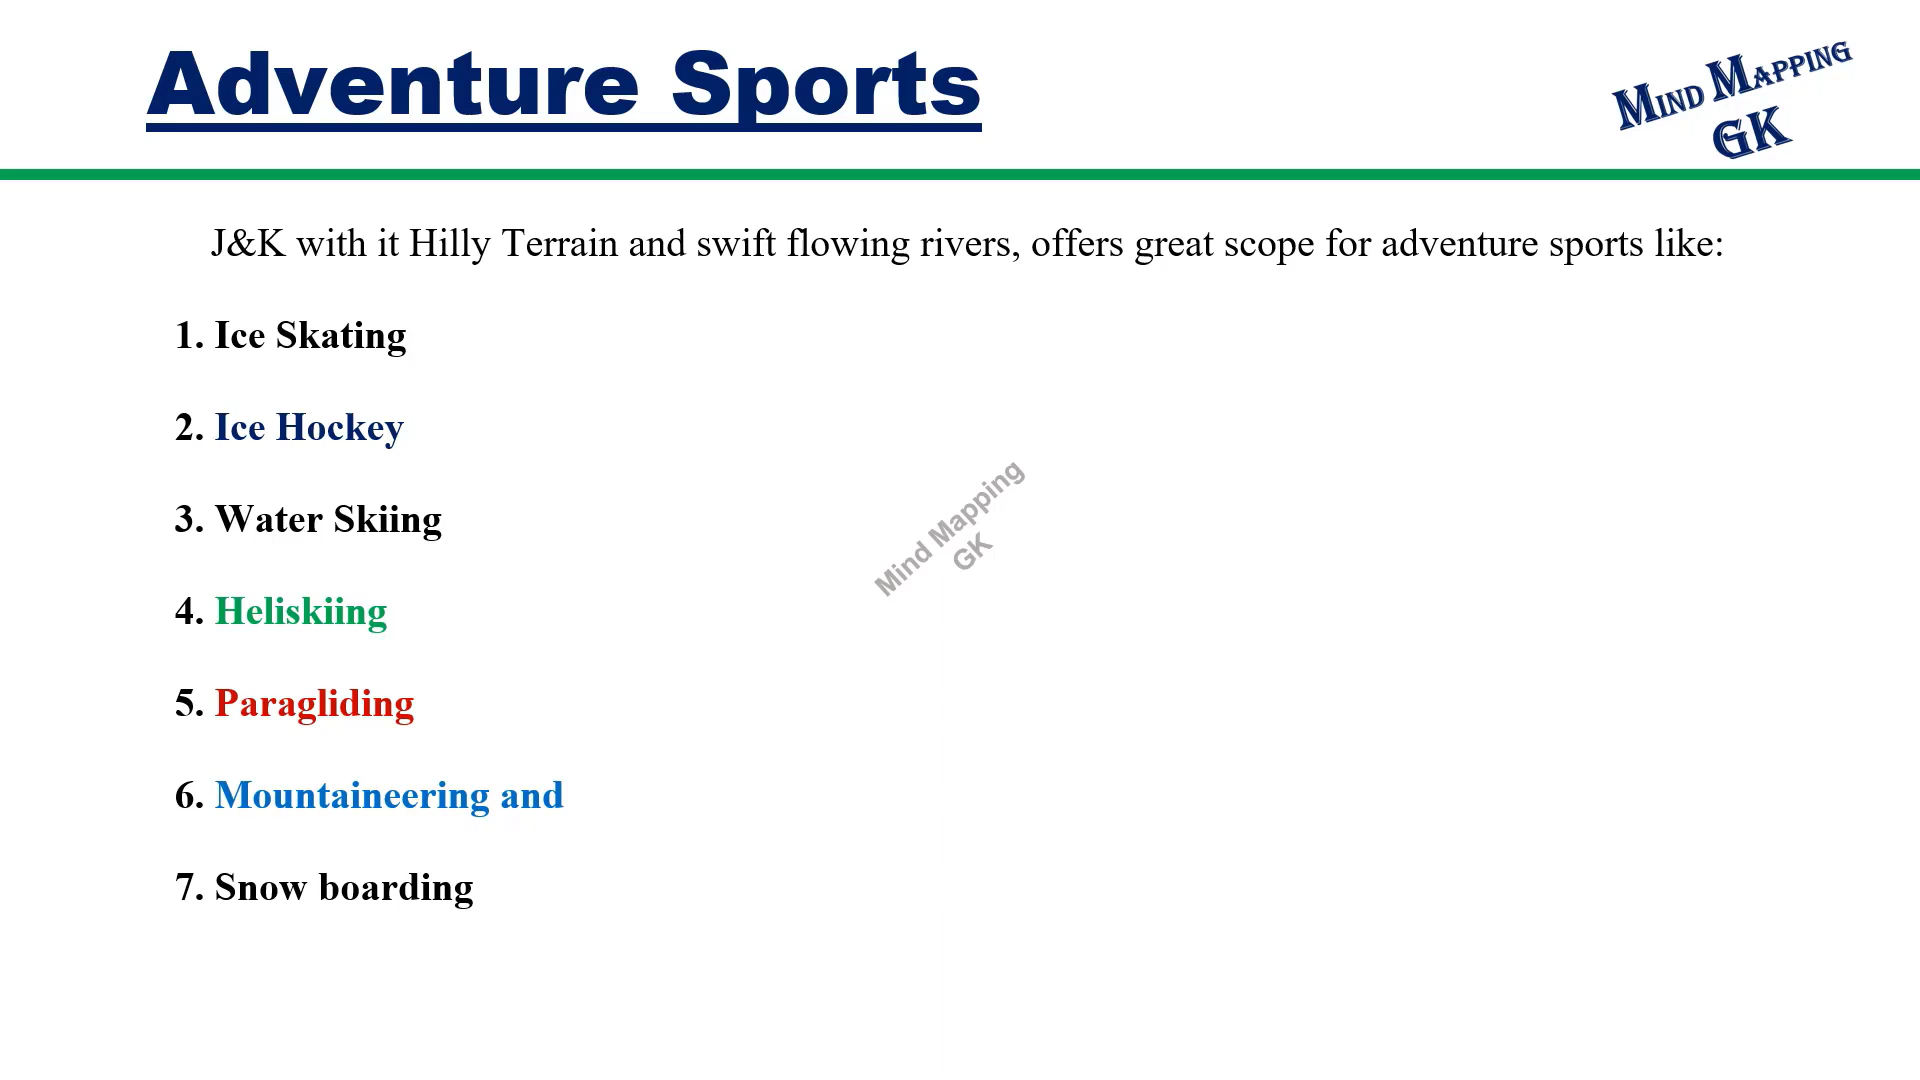 Adventure Sports
Mind Mapping
GK
J&K with it Hilly Terrain and swift flowing rivers, offers great scope for adventure sports like:
1. Ice Skating
2. Ice Hockey
3. Water Skiing
4. Heliskiing
5. Paragliding
6. Mountaineering and
7. Snow boarding
Mind Mapping
GK